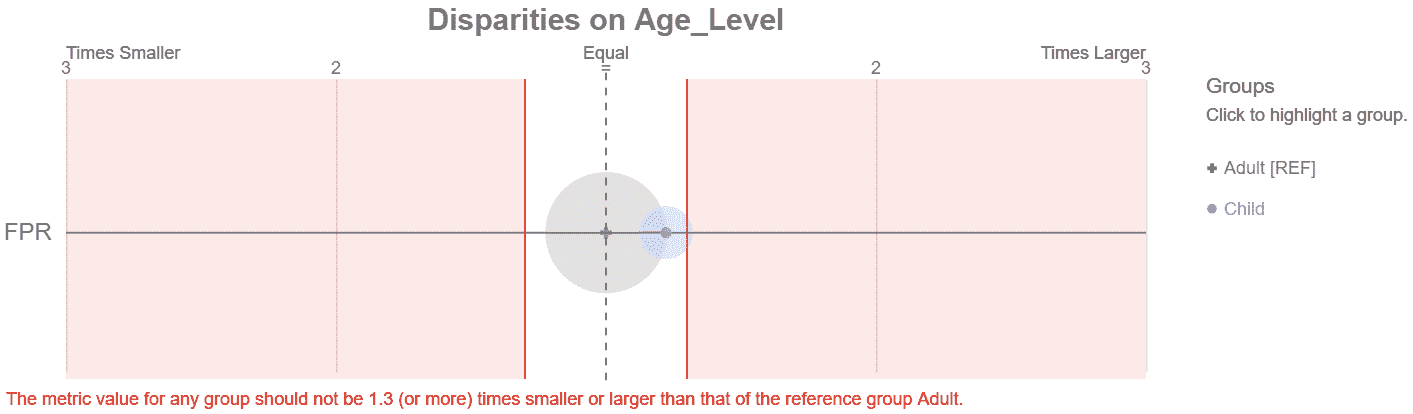 Disparities on Age_Level
Times Smaller Equal Times Larger
3 2 = 2 3
Groups
Click to highlight a group.
Adult [REF]
Child
FPR
The metric value for any group should not be 1.3 (or more) times smaller or larger than that of the reference group Adult.